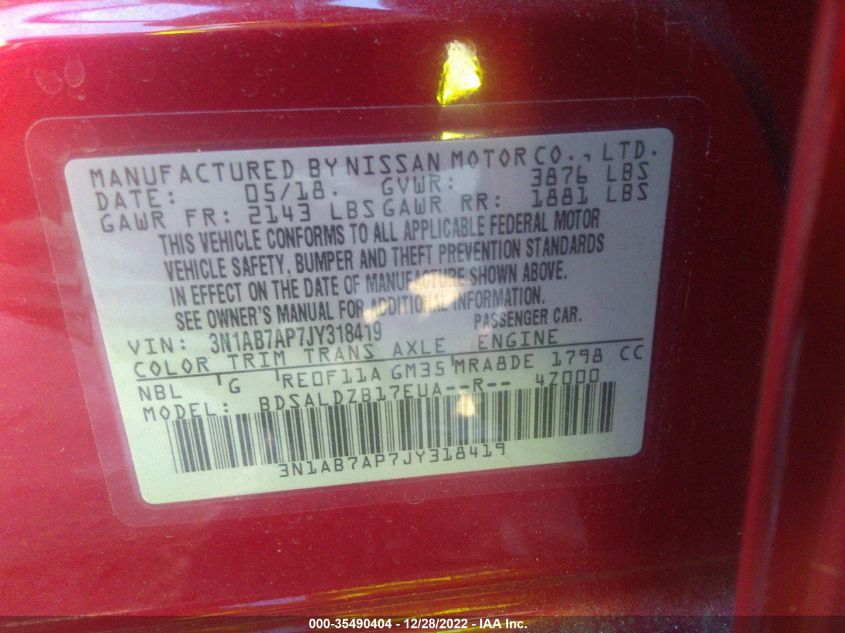 MANUFACTURED BY NISSAN MOTOR CO., LTD.
DATE: 05/18. GVWR: 3876 LBS
GAWR FR: 2143 LBS GAWR RR: 1881 LBS
THIS VEHICLE CONFORMS TO ALL APPLICABLE FEDERAL MOTOR
VEHICLE SAFETY, BUMPER AND THEFT PREVENTION STANDARDS
IN EFFECT ON THE DATE OF MANUFACTURE SHOWN ABOVE.
SEE OWNER'S MANUAL FOR ADDITIONAL INFORMATION.
VIN: 3N1AB7AP7JY318419 PASSENGER CAR.
COLOR TRIM TRANS AXLE ENGINE
NBL G RE0F11A GM35 MRA8DE 1798 CC
MODEL: BDSALDZB17EUA--R-- 4Z000
3N1AB7AP7JY318419
000-35490404 - 12/28/2022 - IAA Inc.